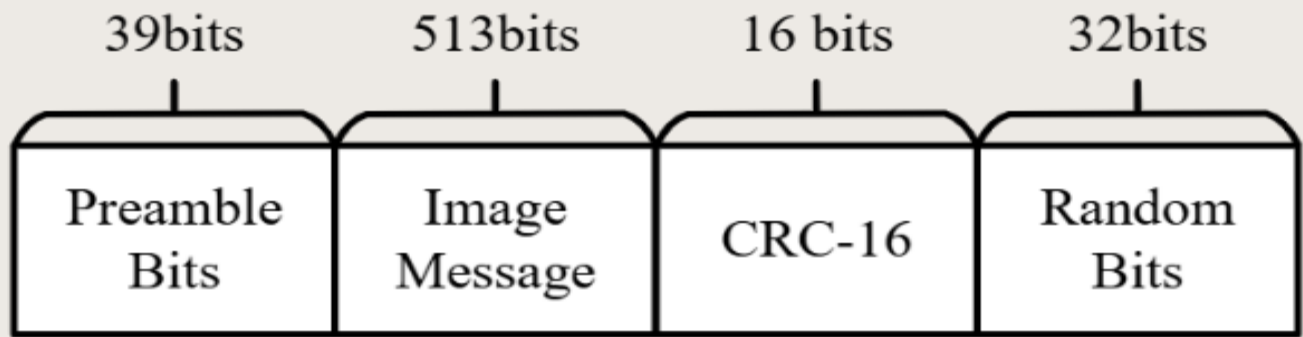 39bits 513bits 16 bits 32bits
Preamble Bits
Image Message
CRC-16
Random Bits